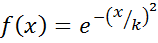 f(x) = e^{-(x/k)^2}